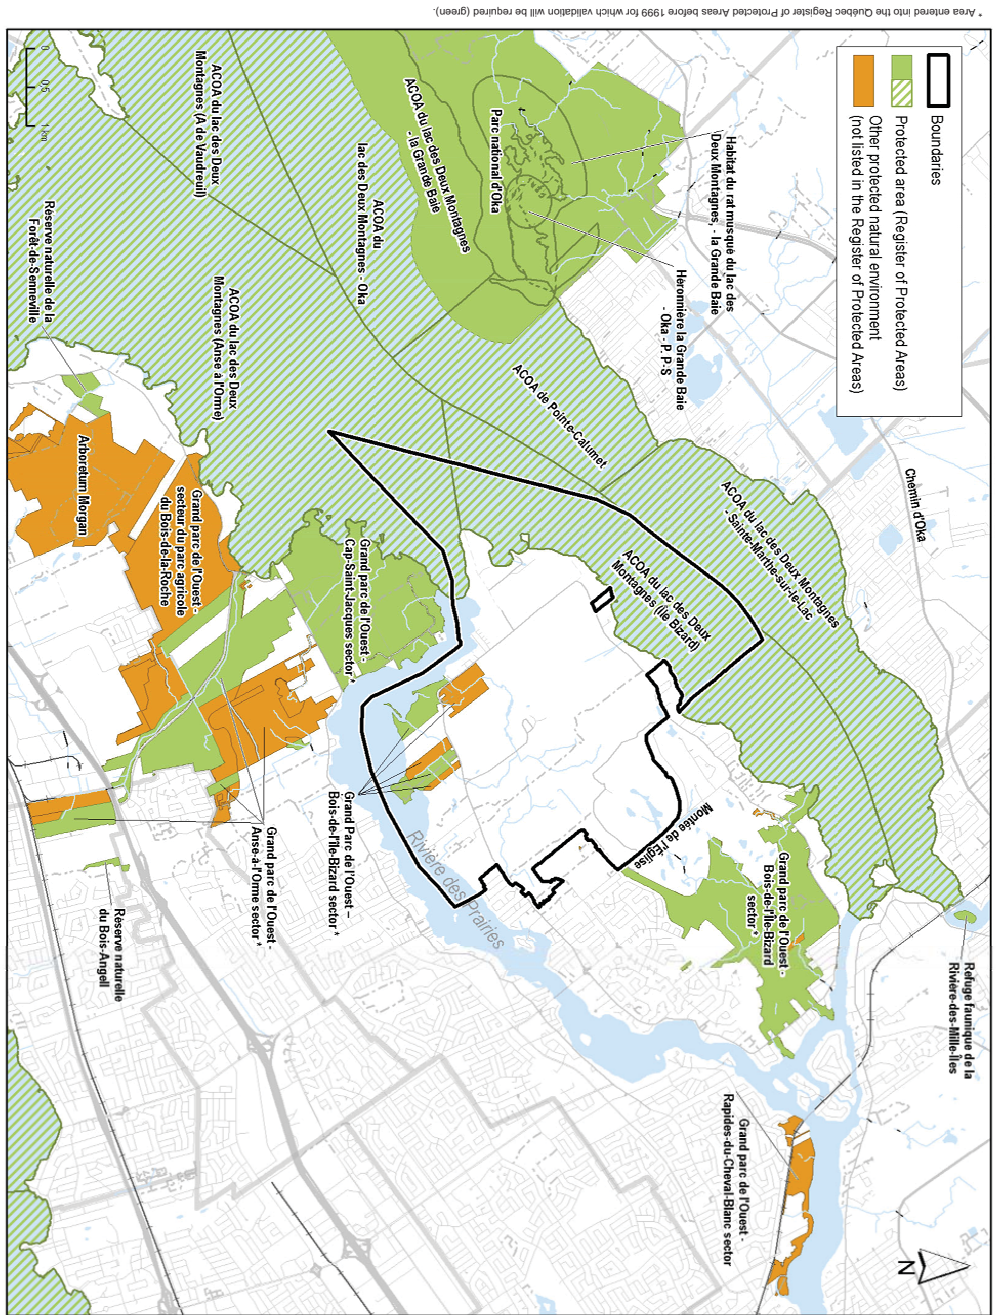 Boundaries
Protected area (Register of Protected Areas)
Other protected natural environment
(not listed in the Register of Protected Areas)
Chemin d'Oka
Refuge faunique de la
Rivière-des-Mille-Îles
N
Habitat du rat musqué du lac des
Deux Montagnes, - la Grande Baie
Héronnière la Grande Baie
- Oka - P. P-S
ACOA du lac des Deux Montagnes
- Sainte-Marthe-sur-le-Lac
Grand parc de l'Ouest -
Bois-de-l'Île-Bizard
sector *
Grand parc de l'Ouest -
Rapides-du-Cheval-Blanc sector
Montée de l'Église
ACOA du lac des Deux
Montagnes (Île Bizard)
ACOA de Pointe-Calumet
Parc national d'Oka
ACOA du lac des Deux Montagnes
- la Grande Baie
ACOA du
lac des Deux Montagnes - Oka
Rivière des Prairies
Grand parc de l'Ouest -
Cap-Saint-Jacques sector *
Grand Parc de l'Ouest –
Bois-de-l'Île-Bizard sector *
ACOA du lac des Deux
Montagnes (Anse à l'Orme)
Grand parc de l'Ouest -
Anse-à-l'Orme sector *
ACOA du lac des Deux
Montagnes (A de Vaudreuil)
Grand parc de l'Ouest -
secteur du parc agricole
du Bois-de-la-Roche
Réserve naturelle
du Bois-Angell
Arboretum Morgan
Réserve naturelle de la
Forêt-de-Senneville
0 0,5 1 km
* Area entered into the Québec Register of Protected Areas before 1999 for which validation will be required (green).